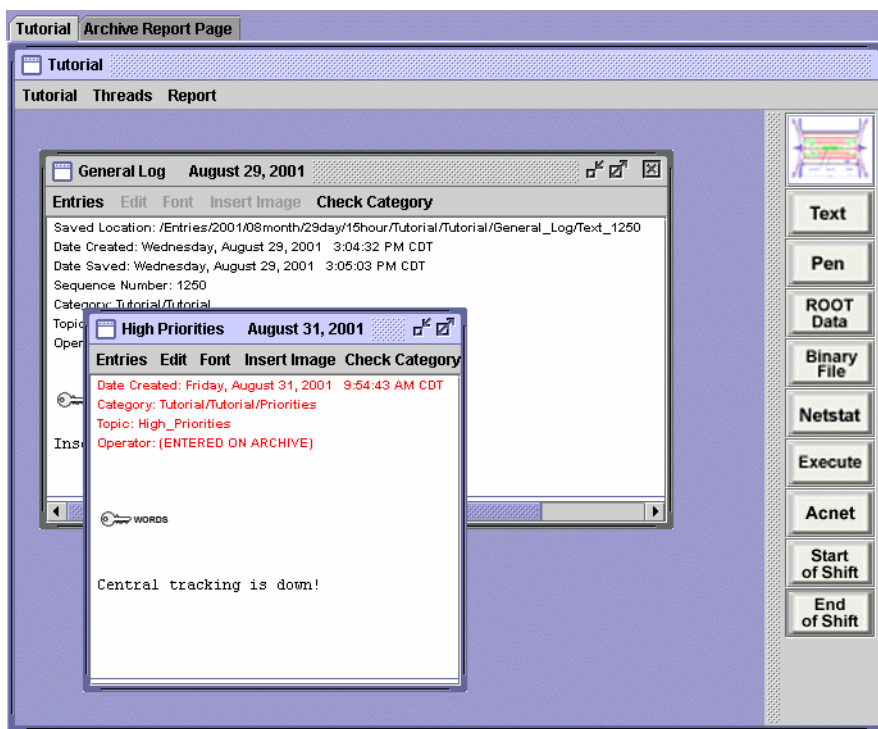 Tutorial Archive Report Page
Tutorial
Tutorial Threads Report
General Log August 29, 2001
Entries Edit Font Insert Image Check Category
Saved Location: /Entries/2001/08month/29day/15hour/Tutorial/Tutorial/General_Log/Text_1250
Date Created: Wednesday, August 29, 2001 3:04:32 PM CDT
Date Saved: Wednesday, August 29, 2001 3:05:03 PM CDT
Sequence Number: 1250
Category: Tutorial/Tutorial
Topic
Oper
Inse
High Priorities August 31, 2001
Entries Edit Font Insert Image Check Category
Date Created: Friday, August 31, 2001 9:54:43 AM CDT
Category: Tutorial/Tutorial/Priorities
Topic: High_Priorities
Operator: (ENTERED ON ARCHIVE)
WORDS
Central tracking is down!
Text
Pen
ROOT
Data
Binary
File
Netstat
Execute
Acnet
Start
of Shift
End
of Shift